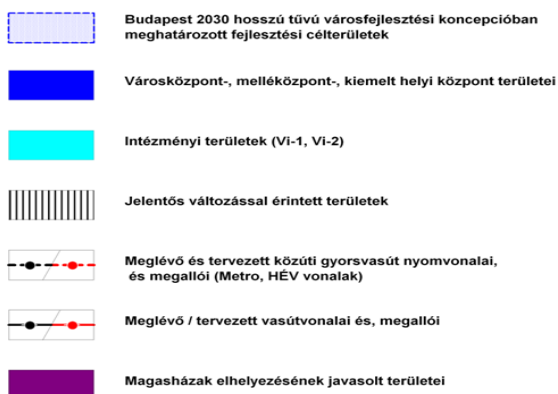 Budapest 2030 hosszú tűvú városfejlesztési koncepcióban
meghatározott fejlesztési célterületek
Városközpont-, melléközpont-, kiemelt helyi központ területei
Intézményi területek (Vi-1, Vi-2)
Jelentős változással érintett területek
Meglévő és tervezett közúti gyorsvasút nyomvonalai,
és megallói (Metro, HÉV vonalak)
Meglévő / tervezett vasútvonalai és, megallói
Magasházak elhelyezésének javasolt területei